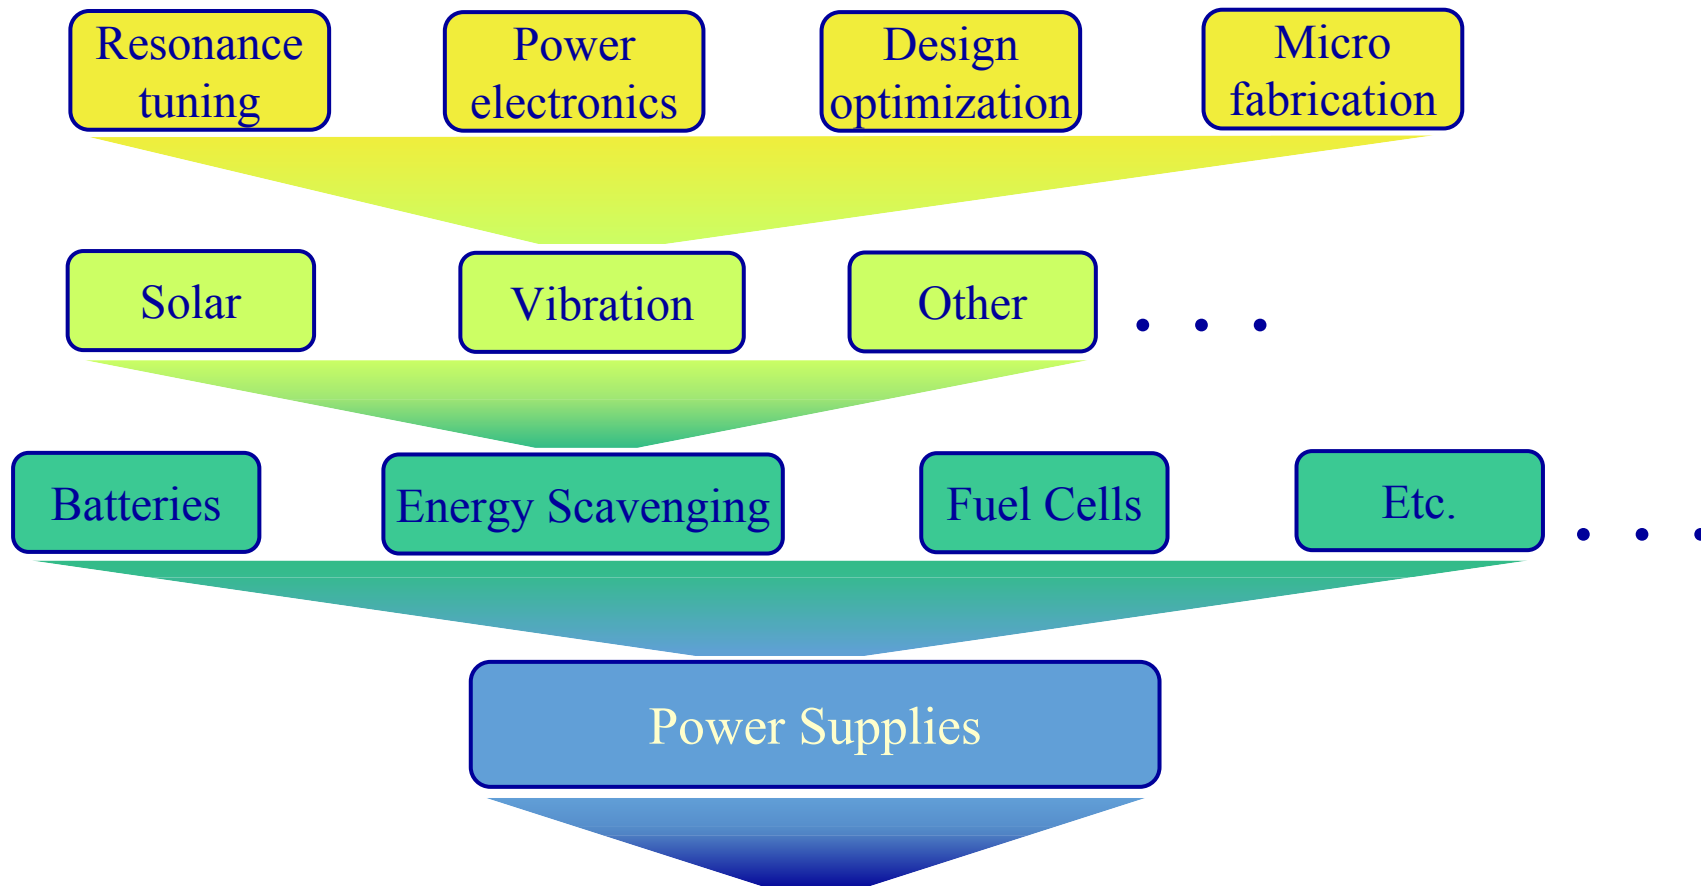 Resonance
tuning
Power
electronics
Design
optimization
Micro
fabrication
Solar
Vibration
Other
. . .
Batteries
Energy Scavenging
Fuel Cells
Etc.
. . .
Power Supplies